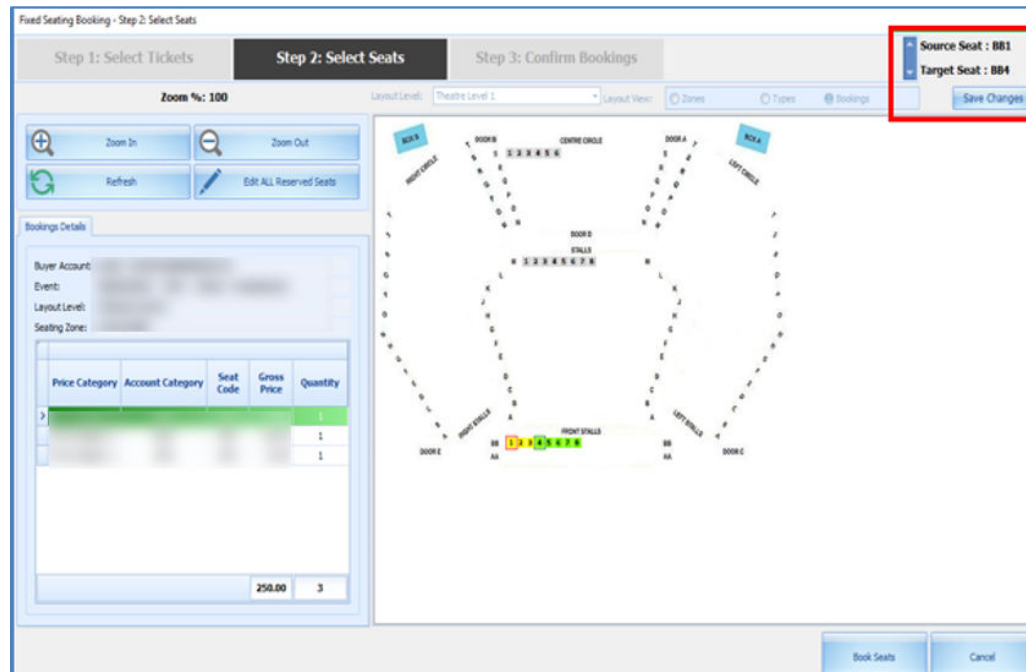 Fixed Seating Booking - Step 2: Select Seats
Step 1: Select Tickets
Step 2: Select Seats
Step 3: Confirm Bookings
Source Seat : BB1
Target Seat : BB4
Save Changes
Zoom %: 100
Layout Level: Theatre Level 1 Layout View: Zones Types Bookings
Zoom In
Zoom Out
Refresh
Edit ALL Reserved Seats
Bookings Details
Buyer Account:
Event:
Layout Level:
Seating Zone:
Price Category Account Category Seat Code Gross Price Quantity
1
1
1
250.00 3
BOX B
DOOR B
CENTRE CIRCLE
DOOR A
BOX A
1 2 3 4 5 6
RIGHT CIRCLE
LEFT CIRCLE
DOOR D
STALLS
1 2 3 4 5 6 7 8
RIGHT STALLS
FRONT STALLS
LEFT STALLS
BB 1 2 3 4 5 6 7 8 BB
AA AA
DOOR E
DOOR C
Book Seats
Cancel